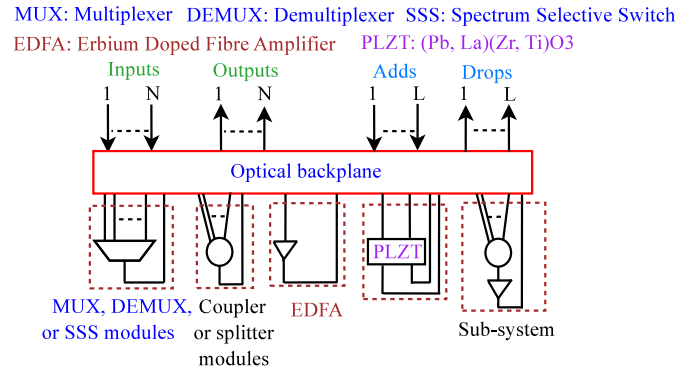 MUX: Multiplexer DEMUX: Demultiplexer SSS: Spectrum Selective Switch
EDFA: Erbium Doped Fibre Amplifier PLZT: (Pb, La)(Zr, Ti)O3
Inputs Outputs Adds Drops
1 N 1 N 1 L 1 L
Optical backplane
PLZT
MUX, DEMUX,
or SSS modules
Coupler
or splitter
modules
EDFA
Sub-system